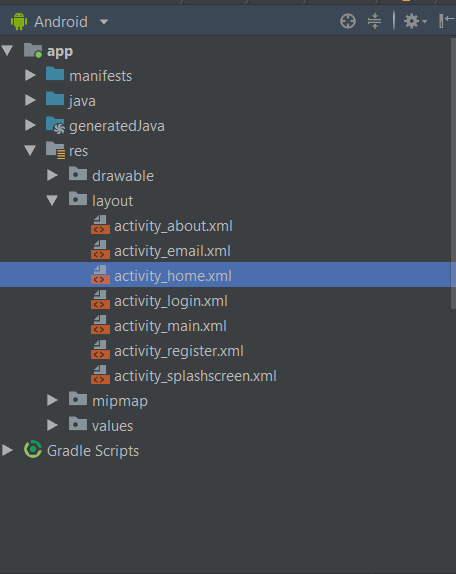 Android
app
manifests
java
generatedJava
res
drawable
layout
activity_about.xml
activity_email.xml
activity_home.xml
activity_login.xml
activity_main.xml
activity_register.xml
activity_splashscreen.xml
mipmap
values
Gradle Scripts